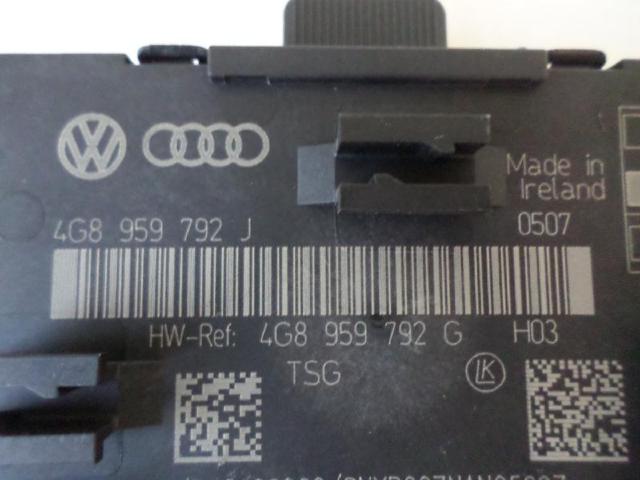 Made in
Ireland
4G8 959 792 J
0507
HW-Ref: 4G8 959 792 G H03
TSG
LK